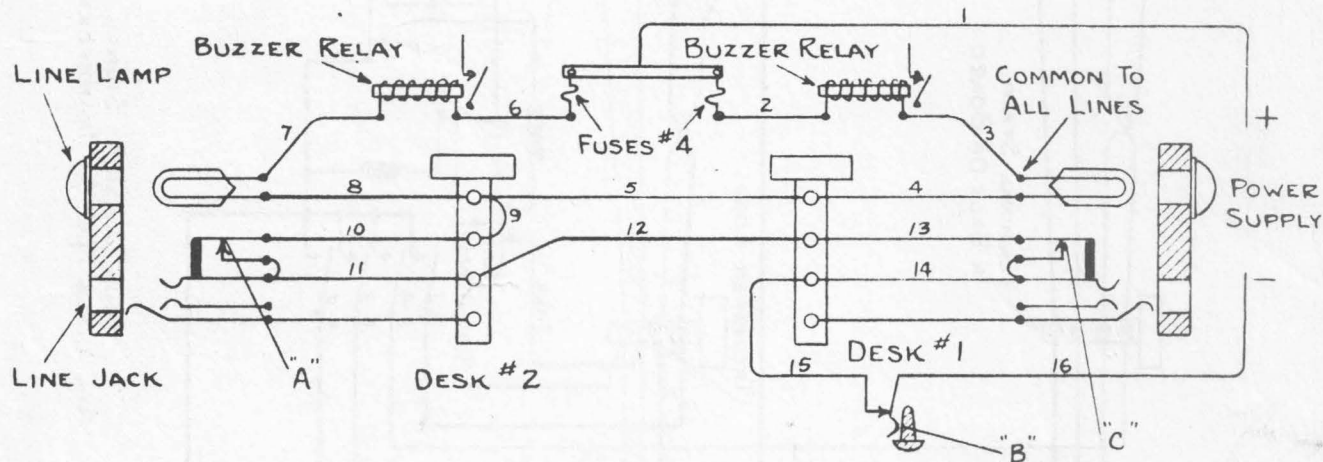 1
BUZZER RELAY
BUZZER RELAY
LINE LAMP
COMMON TO
ALL LINES
6
2
+
7
3
FUSES #4
8
5
4
POWER
SUPPLY
9
10
12
13
11
14
−
DESK #1
LINE JACK
"A"
DESK #2
15
16
"B"
"C"